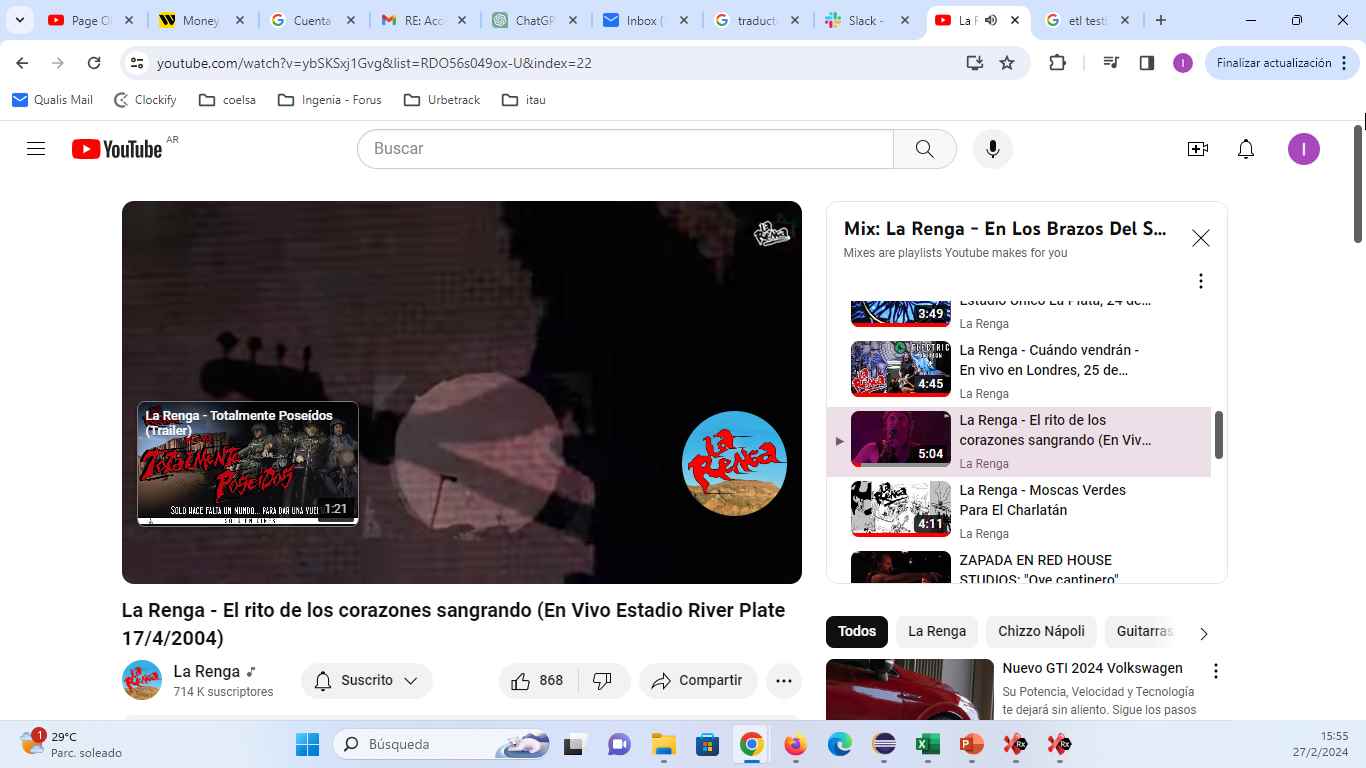 Page O
Money
Cuenta
RE: Acc
ChatGP
Inbox (
traduct
Slack -
La R
etl testi
youtube.com/watch?v=ybSKSxj1Gvg&list=RDO56s049ox-U&index=22
I
Finalizar actualización
Qualis Mail
Clockify
coelsa
Ingenia - Forus
Urbetrack
itau
YouTube
AR
Buscar
I
LA RENGA
La Renga - Totalmente Poseídos
(Trailer)
TOTALMENTE
POSEIDOS
SOLO HACE FALTA UN MUNDO... PARA DAR UNA VUE
SOLO EN CINES
1:21
LA
RENGA
Mix: La Renga - En Los Brazos Del S...
Mixes are playlists Youtube makes for you
Estadio Único La Plata, 24 de...
3:49
La Renga
La Renga - Cuándo vendrán -
En vivo en Londres, 25 de...
4:45
La Renga
La Renga - El rito de los
corazones sangrando (En Viv...
5:04
La Renga
La Renga - Moscas Verdes
Para El Charlatán
4:11
La Renga
ZAPADA EN RED HOUSE
STUDIOS: "Oye cantinero"
La Renga - El rito de los corazones sangrando (En Vivo Estadio River Plate
17/4/2004)
La Renga
714 K suscriptores
Suscrito
868
Compartir
Todos
La Renga
Chizzo Nápoli
Guitarras
Nuevo GTI 2024 Volkswagen
Su Potencia, Velocidad y Tecnología
te dejará sin aliento. Sigue los pasos
1
29°C
Parc. soleado
Búsqueda
15:55
27/2/2024